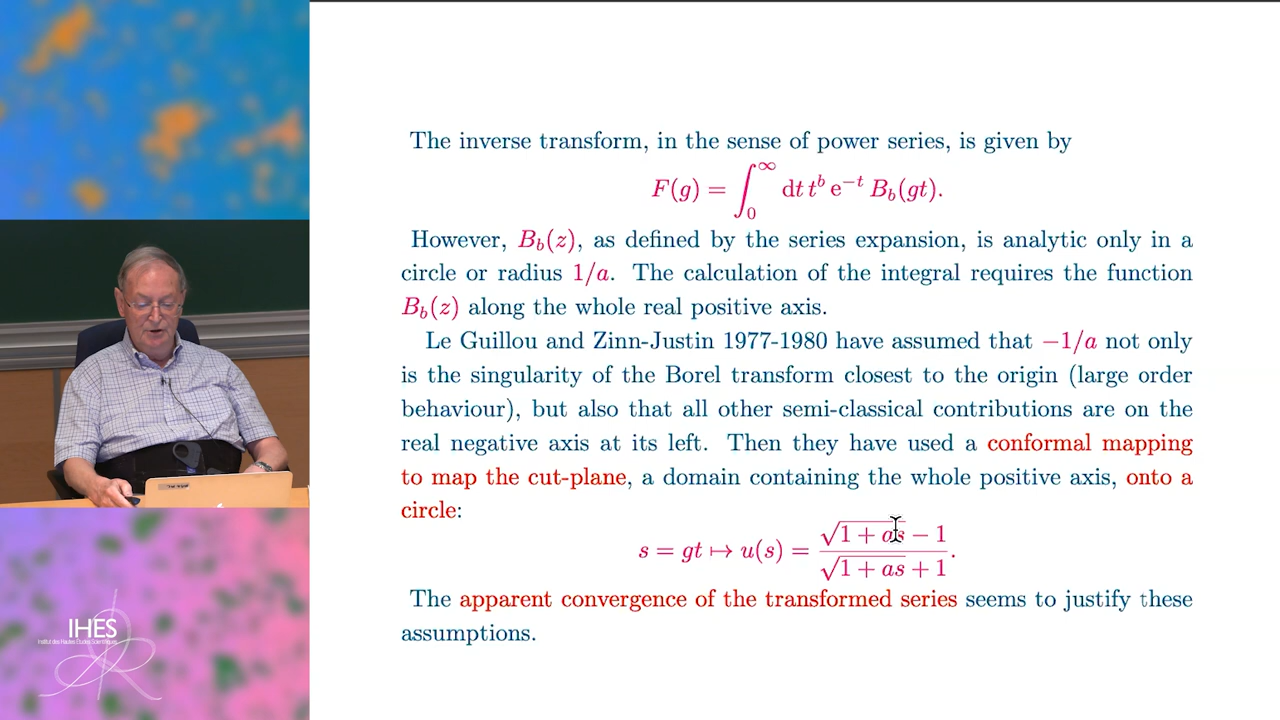 The inverse transform, in the sense of power series, is given by
F(g) = ∫₀^∞ dt t^b e^{−t} B_b(gt).
However, B_b(z), as defined by the series expansion, is analytic only in a
circle or radius 1/a. The calculation of the integral requires the function
B_b(z) along the whole real positive axis.
Le Guillou and Zinn-Justin 1977-1980 have assumed that −1/a not only
is the singularity of the Borel transform closest to the origin (large order
behaviour), but also that all other semi-classical contributions are on the
real negative axis at its left. Then they have used a conformal mapping
to map the cut-plane, a domain containing the whole positive axis, onto a
circle:
s = gt ↦ u(s) = (√(1 + as) − 1)/(√(1 + as) + 1).
The apparent convergence of the transformed series seems to justify these
assumptions.
IHES
Institut des Hautes Études Scientifiques